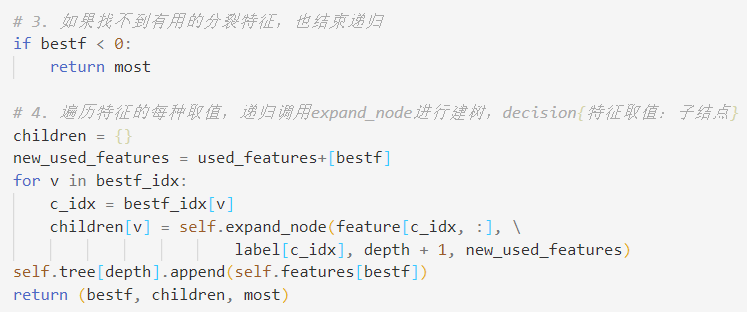 # 3. 如果找不到有用的分裂特征，也结束递归
if bestf < 0:
    return most

# 4. 遍历特征的每种取值，递归调用expand_node进行建树，decision{特征取值: 子结点}
children = {}
new_used_features = used_features+[bestf]
for v in bestf_idx:
    c_idx = bestf_idx[v]
    children[v] = self.expand_node(feature[c_idx, :], \
                        label[c_idx], depth + 1, new_used_features)
self.tree[depth].append(self.features[bestf])
return (bestf, children, most)